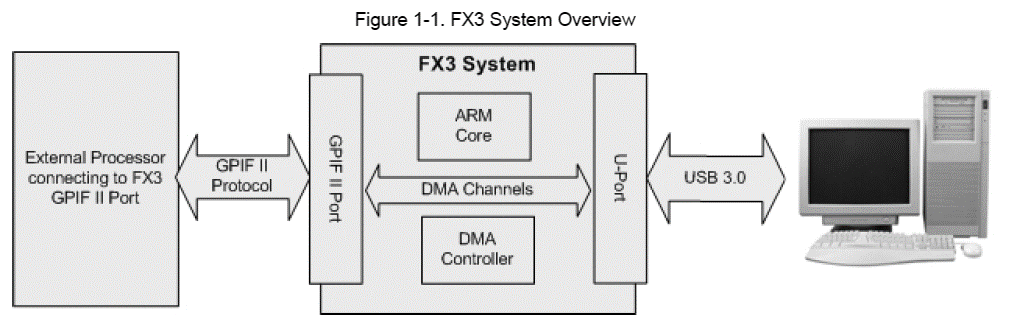 Figure 1-1. FX3 System Overview
FX3 System
External Processor
connecting to FX3
GPIF II Port
GPIF II
Protocol
GPIF II Port
ARM
Core
DMA Channels
DMA
Controller
U-Port
USB 3.0